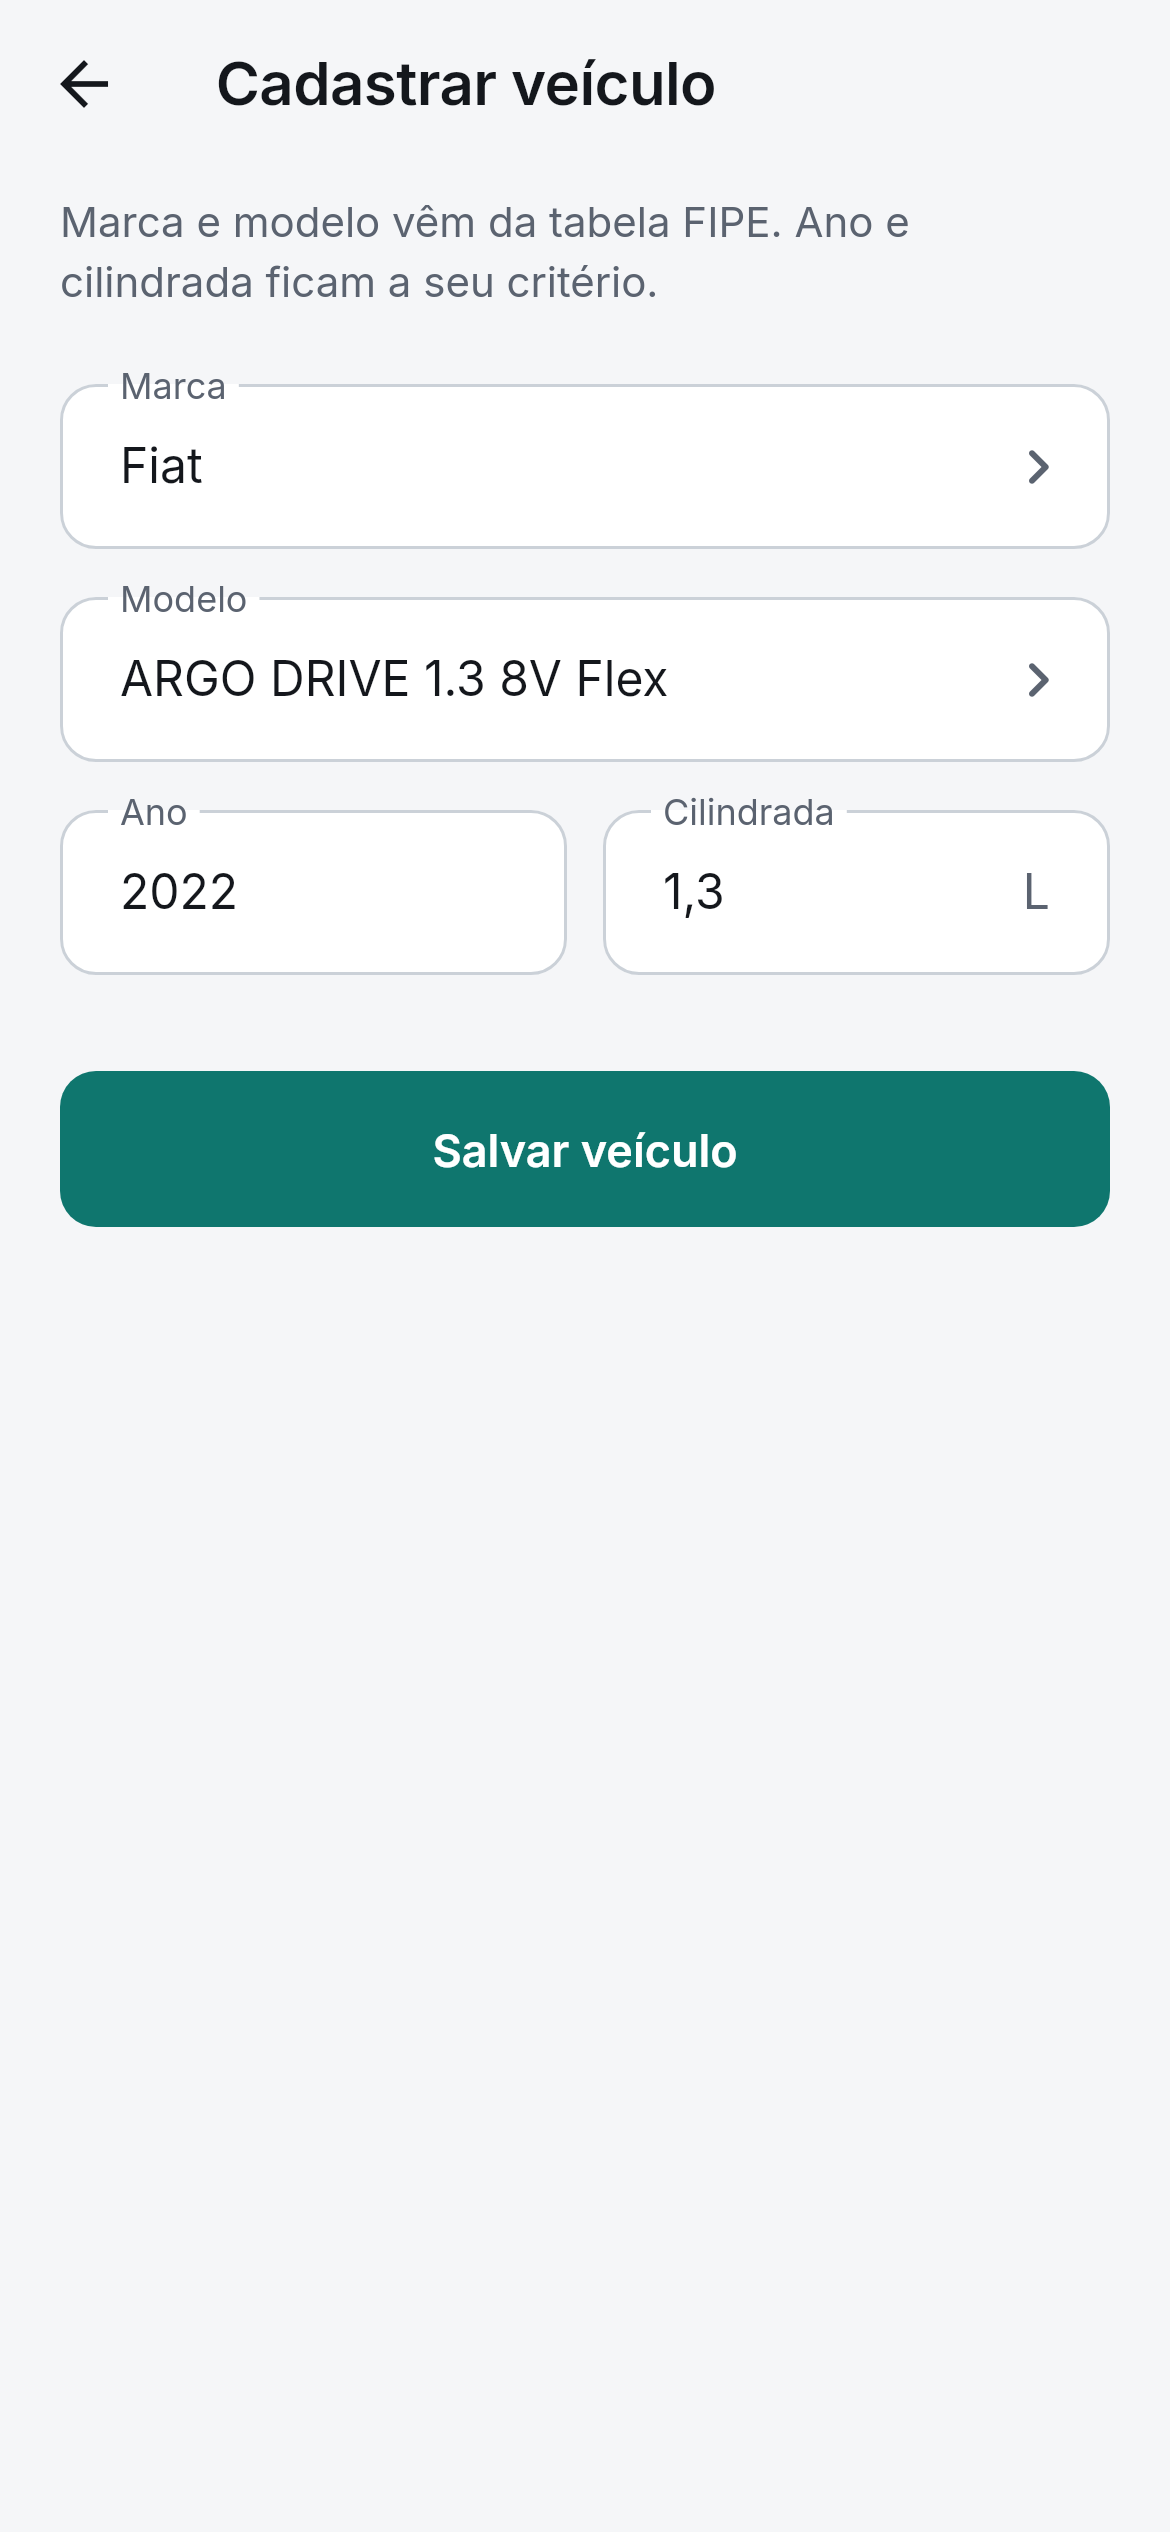 Cadastrar veículo
Marca e modelo vêm da tabela FIPE. Ano e
cilindrada ficam a seu critério.
Marca
Fiat
Modelo
ARGO DRIVE 1.3 8V Flex
Ano
2022
Cilindrada
1,3 L
Salvar veículo